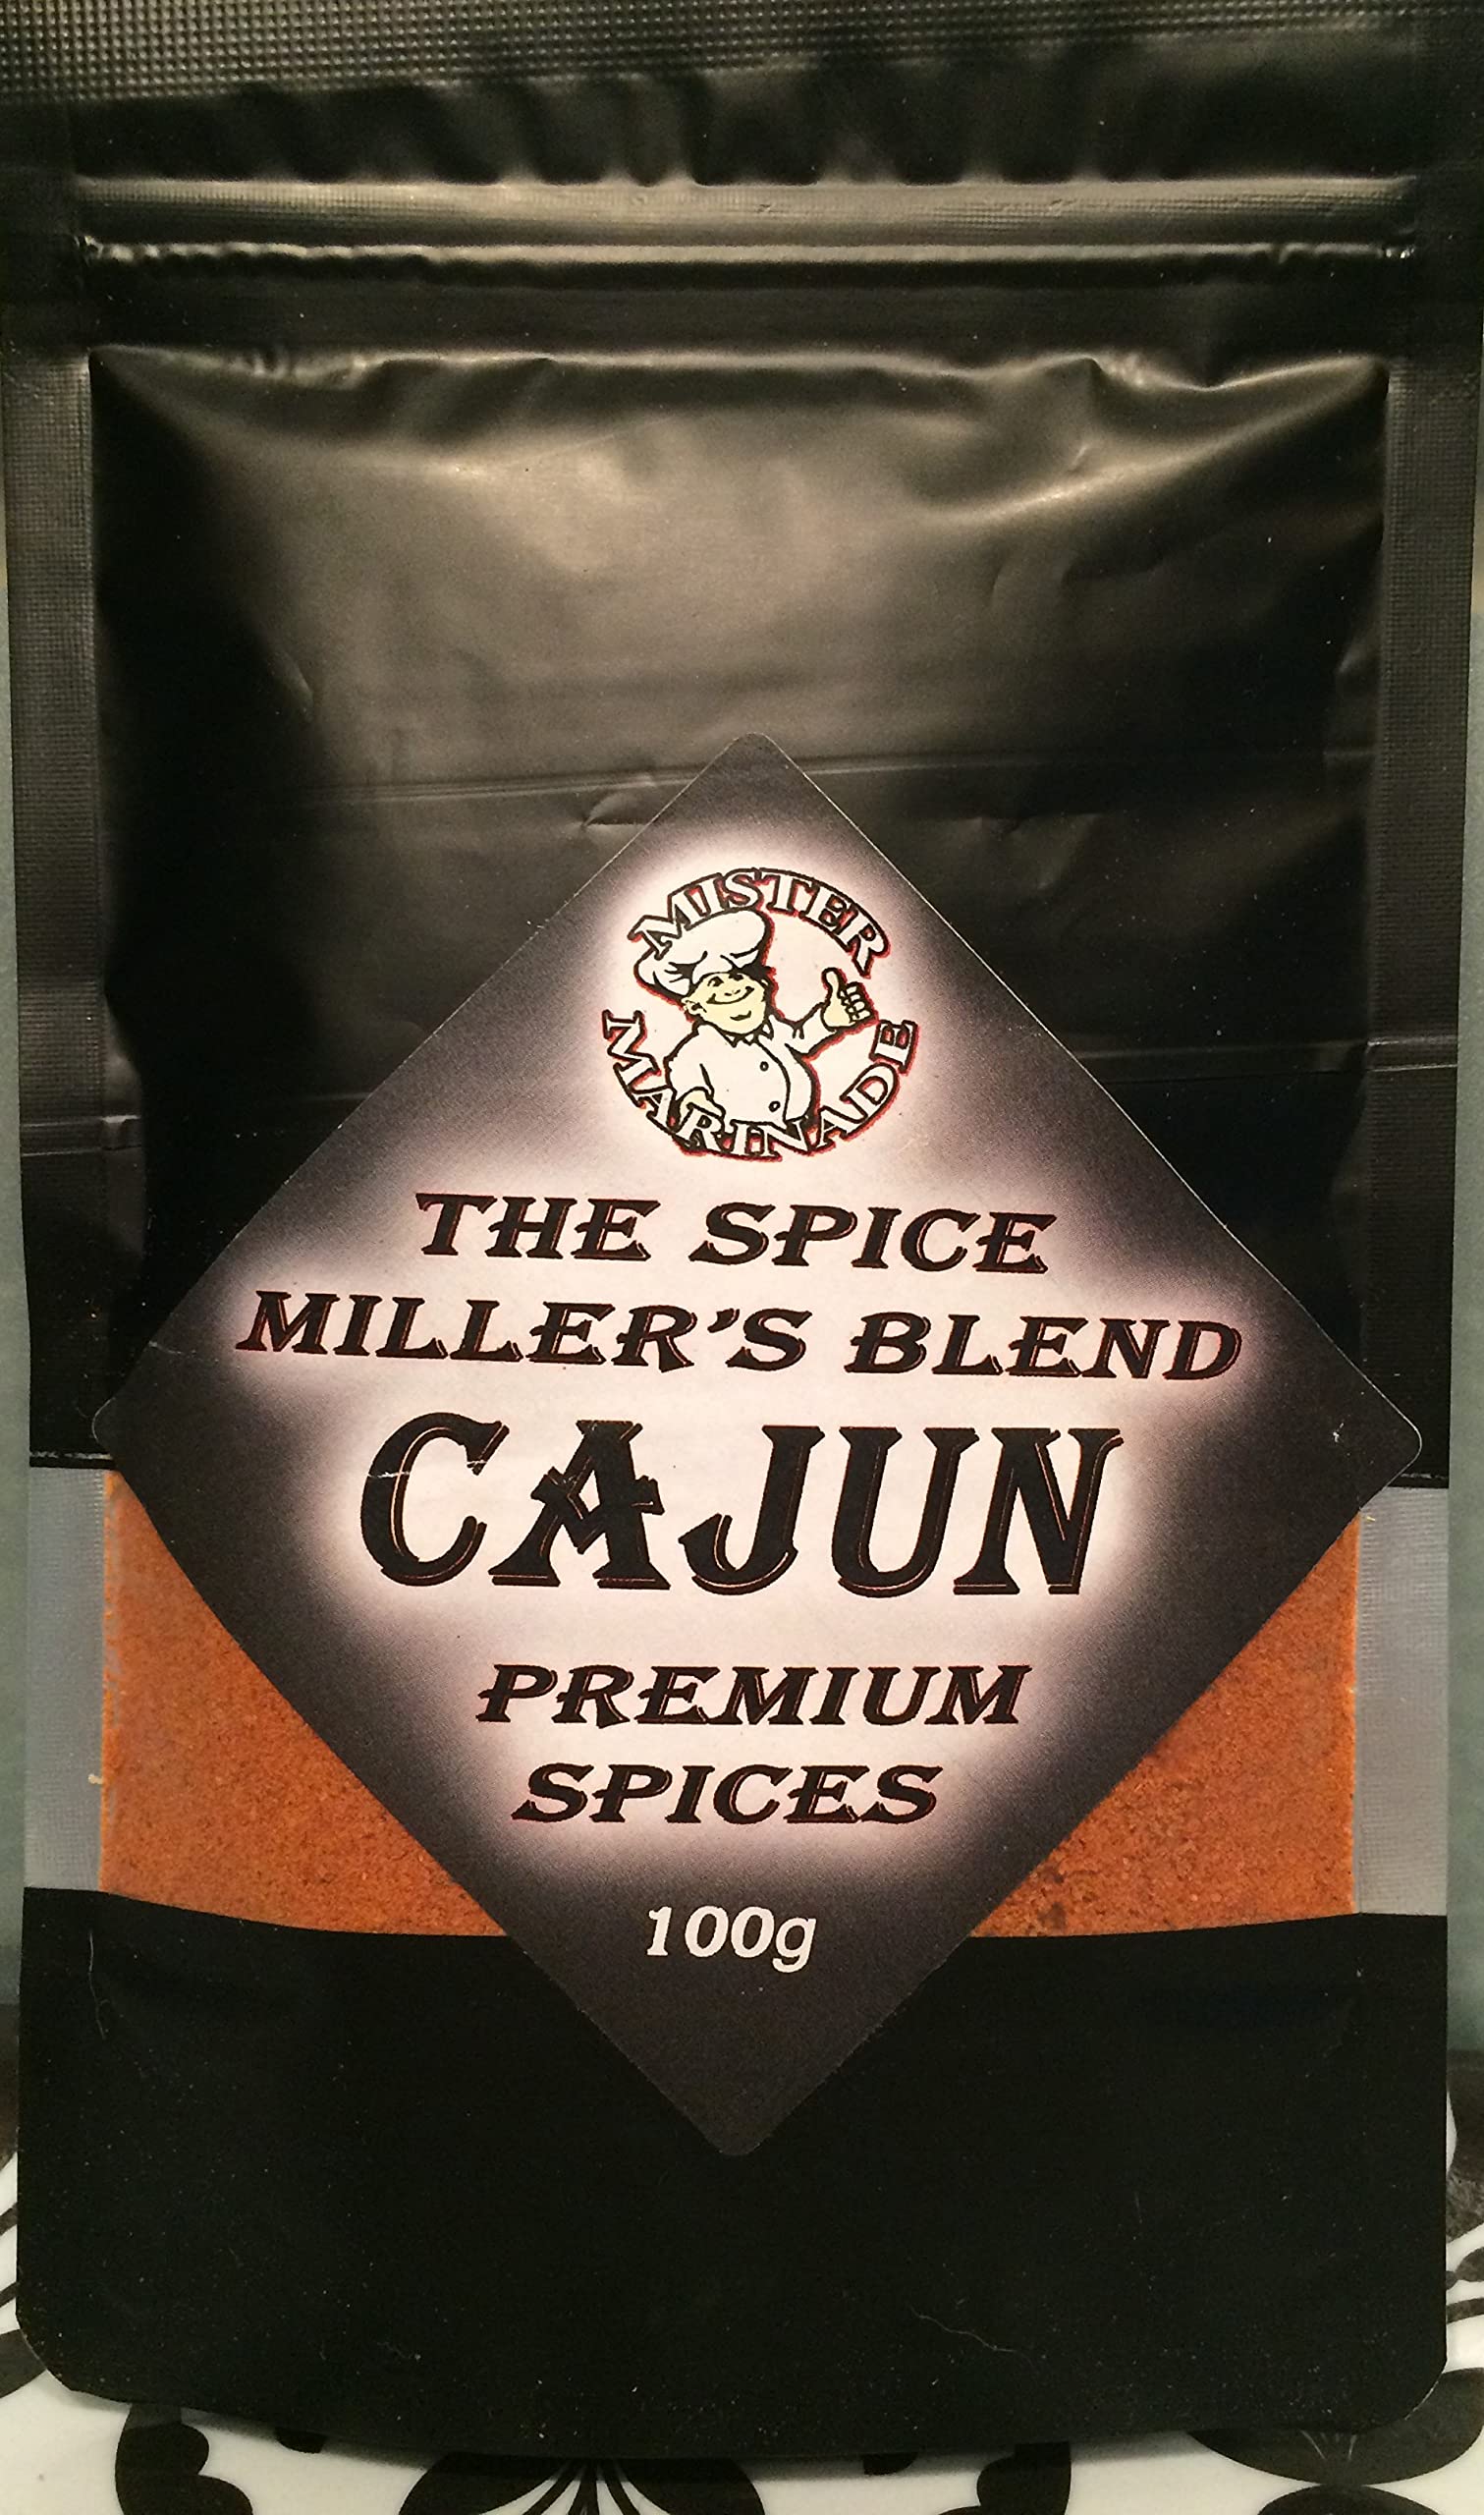 MISTER
MARINADE
THE SPICE
MILLER'S BLEND
CAJUN
PREMIUM
SPICES
100g